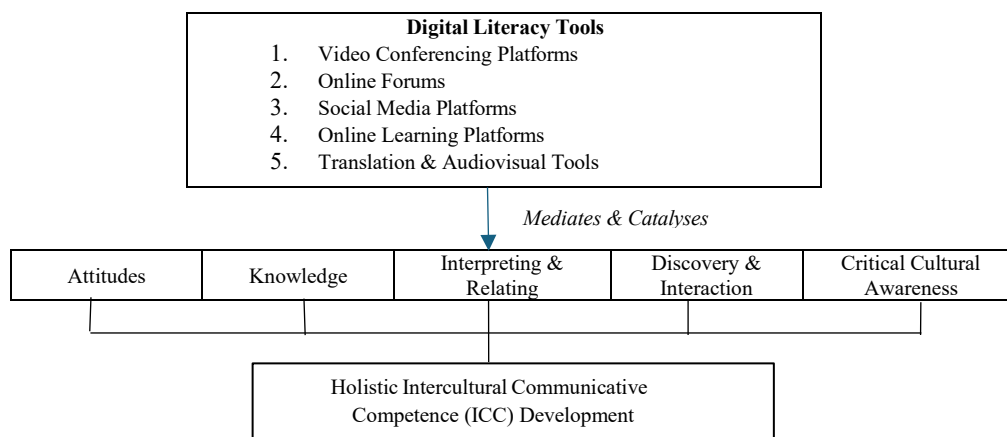 Digital Literacy Tools
1. Video Conferencing Platforms
2. Online Forums
3. Social Media Platforms
4. Online Learning Platforms
5. Translation & Audiovisual Tools
Mediates & Catalyses
Attitudes
Knowledge
Interpreting &
Relating
Discovery &
Interaction
Critical Cultural
Awareness
Holistic Intercultural Communicative
Competence (ICC) Development